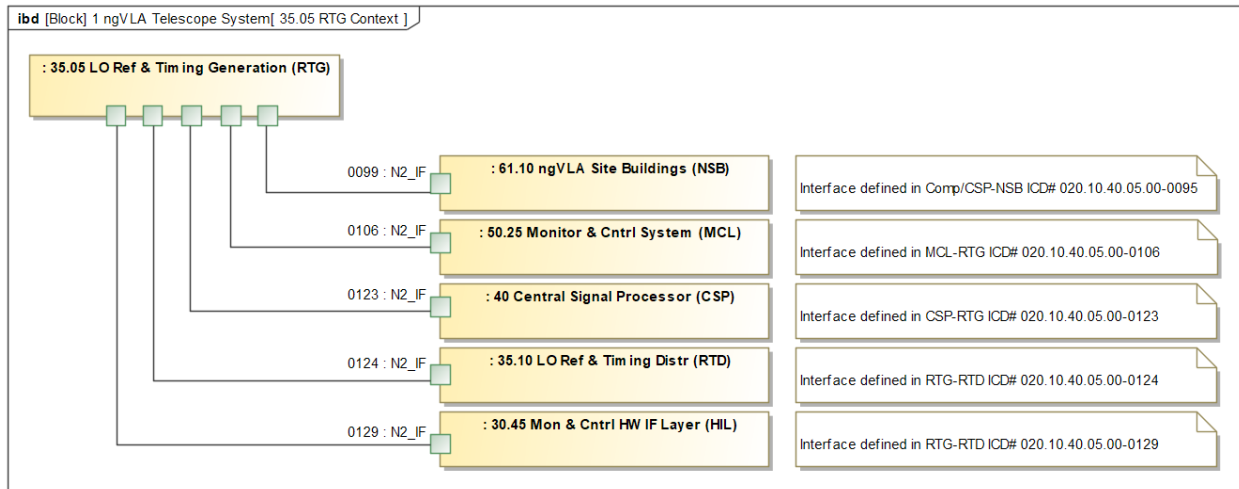 ibd [Block] 1 ngVLA Telescope System[ 35.05 RTG Context ]
: 35.05 LO Ref & Timing Generation (RTG)
0099 : N2_IF
: 61.10 ngVLA Site Buildings (NSB)
Interface defined in Comp/CSP-NSB ICD# 020.10.40.05.00-0095
0106 : N2_IF
: 50.25 Monitor & Cntrl System (MCL)
Interface defined in MCL-RTG ICD# 020.10.40.05.00-0106
0123 : N2_IF
: 40 Central Signal Processor (CSP)
Interface defined in CSP-RTG ICD# 020.10.40.05.00-0123
0124 : N2_IF
: 35.10 LO Ref & Timing Distr (RTD)
Interface defined in RTG-RTD ICD# 020.10.40.05.00-0124
0129 : N2_IF
: 30.45 Mon & Cntrl HW IF Layer (HIL)
Interface defined in RTG-RTD ICD# 020.10.40.05.00-0129